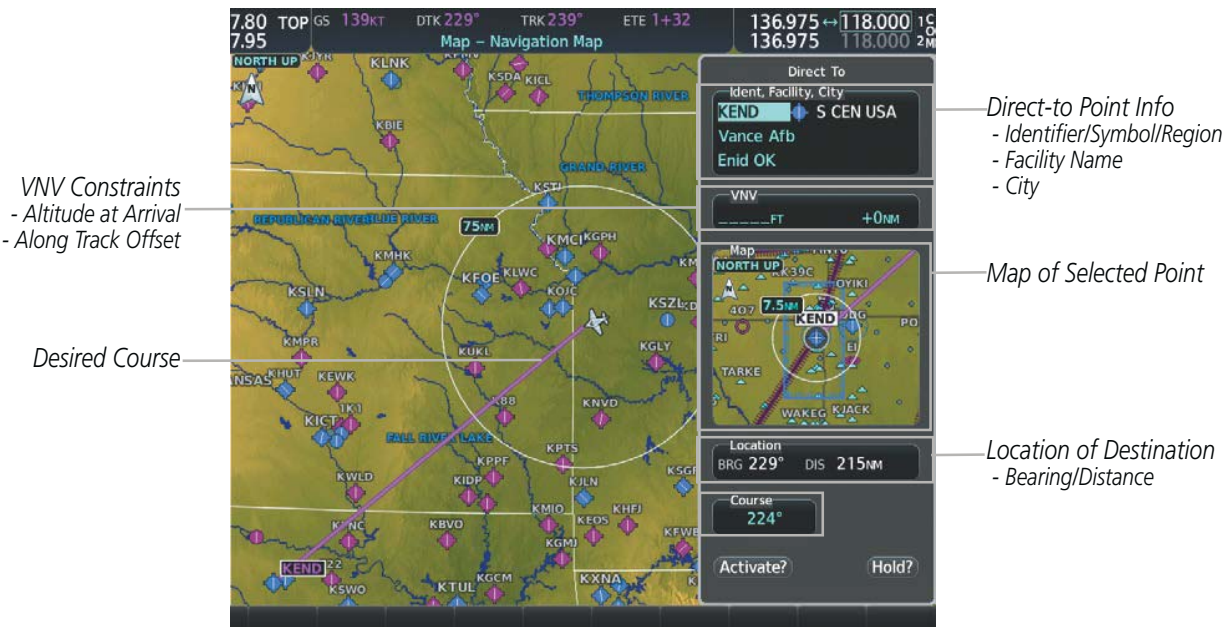 7.80 TOP GS 139KT DTK 229° TRK 239° ETE 1+32 136.975 ↔ 118.000 1
7.95 Map – Navigation Map 136.975 118.000 2
NORTH UP
N
KLNK
KSDA KICL
THOMPSON RIVER
KBIE
GRAND RIVER
KSTJ
REPUBLICAN RIVER BLUE RIVER
75NM
KMCI KGPH
KMHK
KFOE KLWC
KSLN
KOJC
KSZL
KMPR
KUKL
KGLY
KHUT KEWK
1K1
K88
KNVD
KICT
FALL RIVER LAKE
KPTS
KPPF
KWLD
KIDP
KJLN
KMIO
KHFJ
KBVO
KEOS
KGMJ
KEND
KSWO
KTUL
KGCM
KXNA
Direct To
Ident, Facility, City
KEND S CEN USA
Vance Afb
Enid OK
VNV
_____FT +0NM
Map
NORTH UP
N
OYIKI
7.5NM
407
KEND
TARKE
WAKEG KJACK
Location
BRG 229° DIS 215NM
Course
224°
Activate? Hold?
VNV Constraints
- Altitude at Arrival
- Along Track Offset
Desired Course
Direct-to Point Info
- Identifier/Symbol/Region
- Facility Name
- City
Map of Selected Point
Location of Destination
- Bearing/Distance